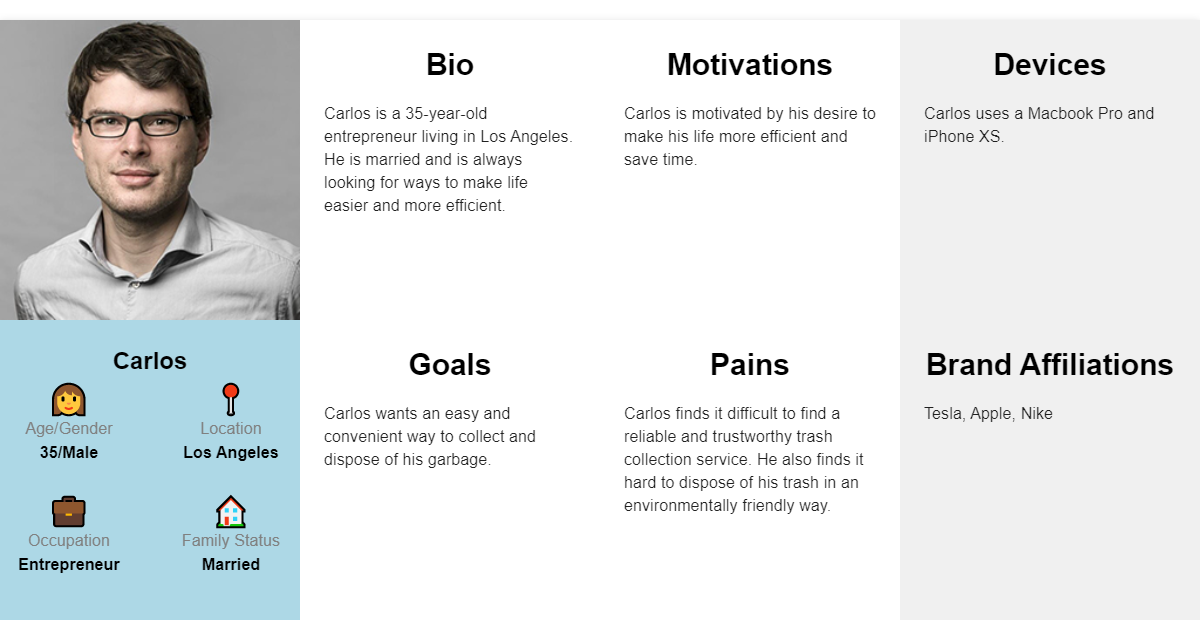 Bio
Carlos is a 35-year-old
entrepreneur living in Los Angeles.
He is married and is always
looking for ways to make life
easier and more efficient.
Motivations
Carlos is motivated by his desire to
make his life more efficient and
save time.
Devices
Carlos uses a Macbook Pro and
iPhone XS.
Carlos
Age/Gender
35/Male
Location
Los Angeles
Occupation
Entrepreneur
Family Status
Married
Goals
Carlos wants an easy and
convenient way to collect and
dispose of his garbage.
Pains
Carlos finds it difficult to find a
reliable and trustworthy trash
collection service. He also finds it
hard to dispose of his trash in an
environmentally friendly way.
Brand Affiliations
Tesla, Apple, Nike